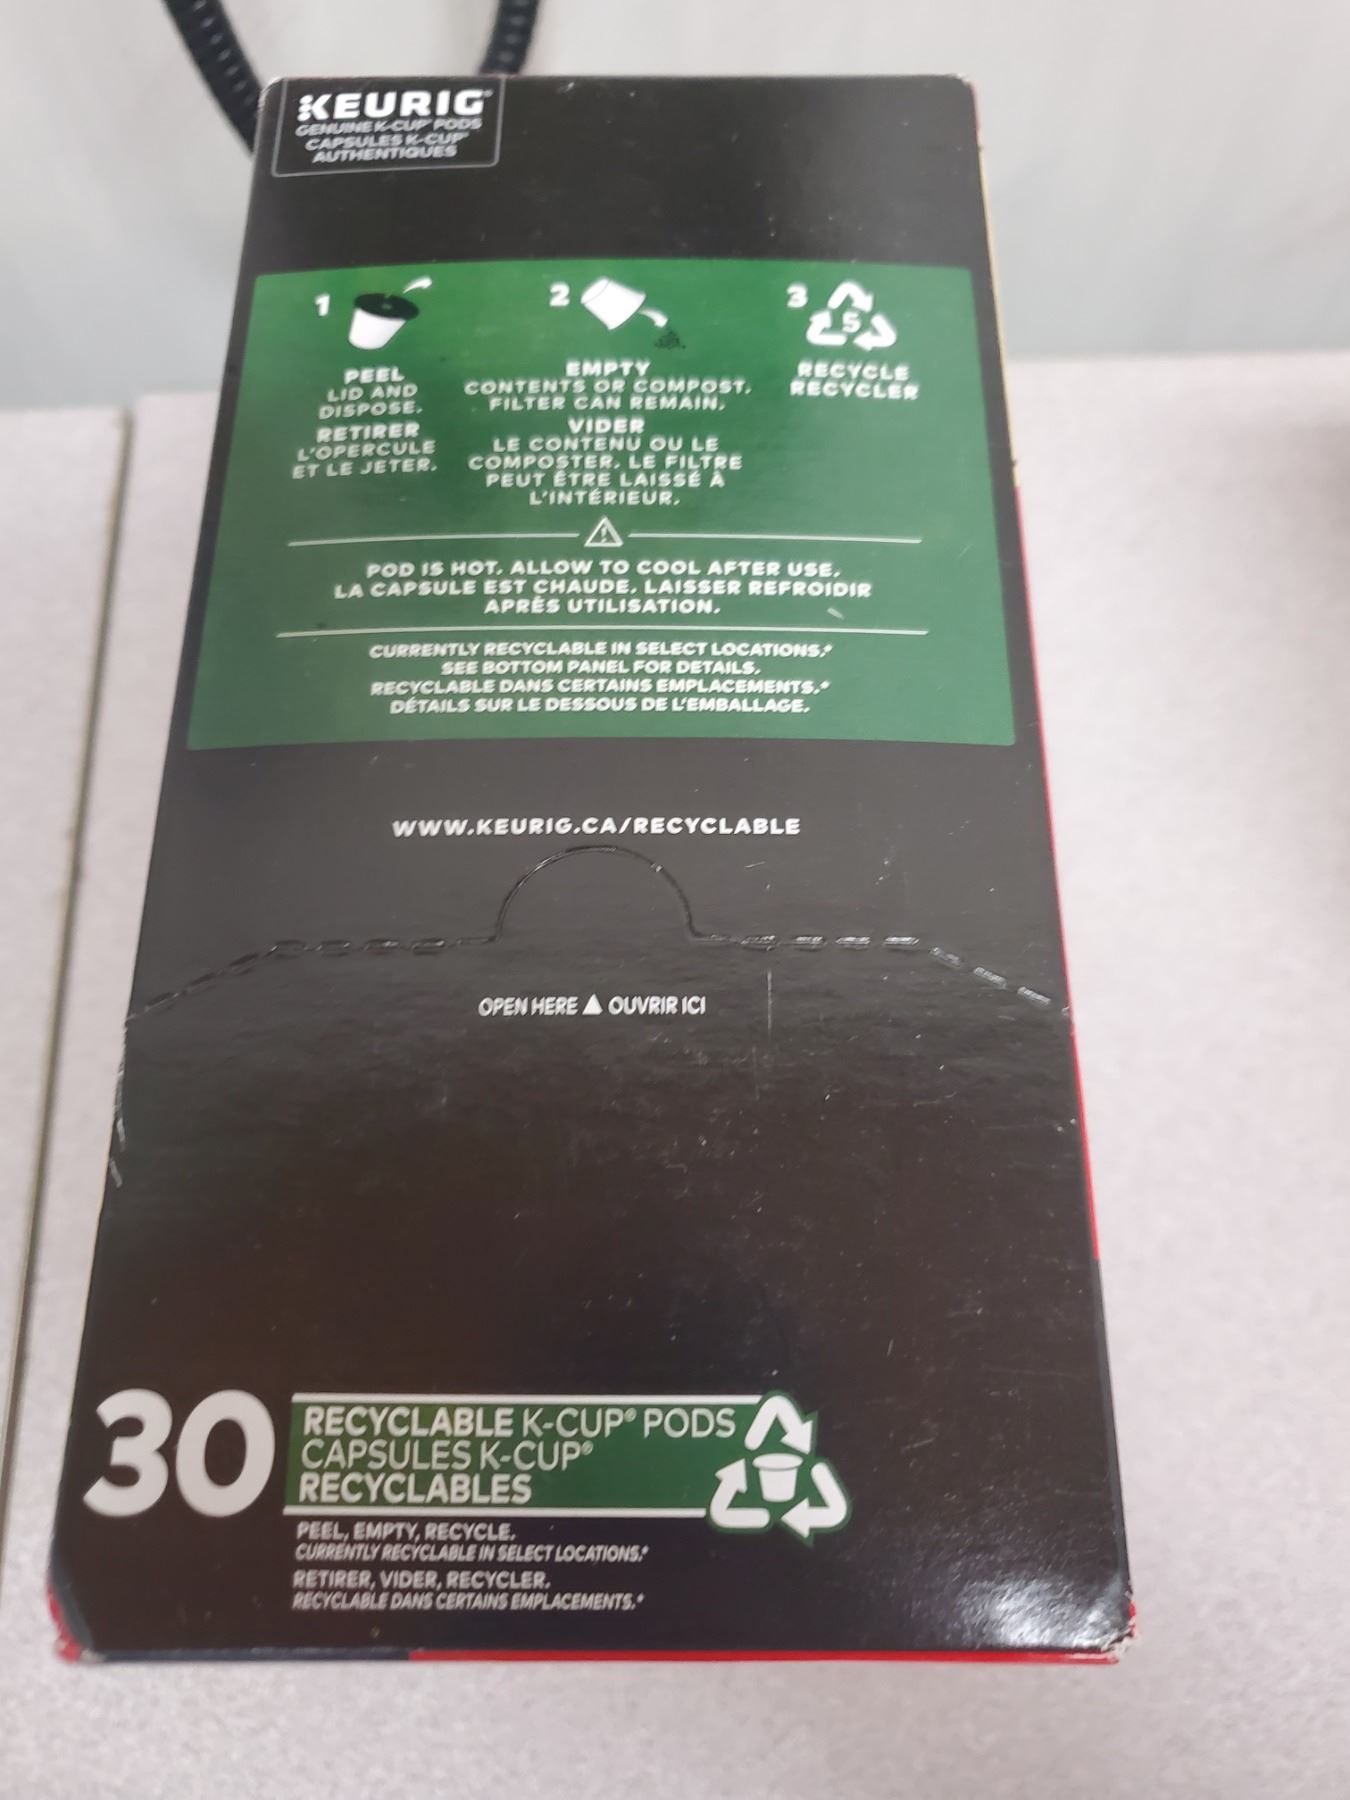 KEURIG®
GENUINE K-CUP® PODS
CAPSULES K-CUP®
AUTHENTIQUES
1
PEEL
LID AND
DISPOSE.
RETIRER
L'OPERCULE
ET LE JETER.
2
EMPTY
CONTENTS OR COMPOST.
FILTER CAN REMAIN.
VIDER
LE CONTENU OU LE
COMPOSTER. LE FILTRE
PEUT ÊTRE LAISSÉ À
L'INTÉRIEUR.
3
5
RECYCLE
RECYCLER
POD IS HOT. ALLOW TO COOL AFTER USE.
LA CAPSULE EST CHAUDE. LAISSER REFROIDIR
APRÈS UTILISATION.
CURRENTLY RECYCLABLE IN SELECT LOCATIONS.*
SEE BOTTOM PANEL FOR DETAILS.
RECYCLABLE DANS CERTAINS EMPLACEMENTS.*
DÉTAILS SUR LE DESSOUS DE L'EMBALLAGE.
WWW.KEURIG.CA/RECYCLABLE
OPEN HERE ▲ OUVRIR ICI
30
RECYCLABLE K-CUP® PODS
CAPSULES K-CUP®
RECYCLABLES
PEEL, EMPTY, RECYCLE.
CURRENTLY RECYCLABLE IN SELECT LOCATIONS.*
RETIRER, VIDER, RECYCLER.
RECYCLABLE DANS CERTAINS EMPLACEMENTS.*